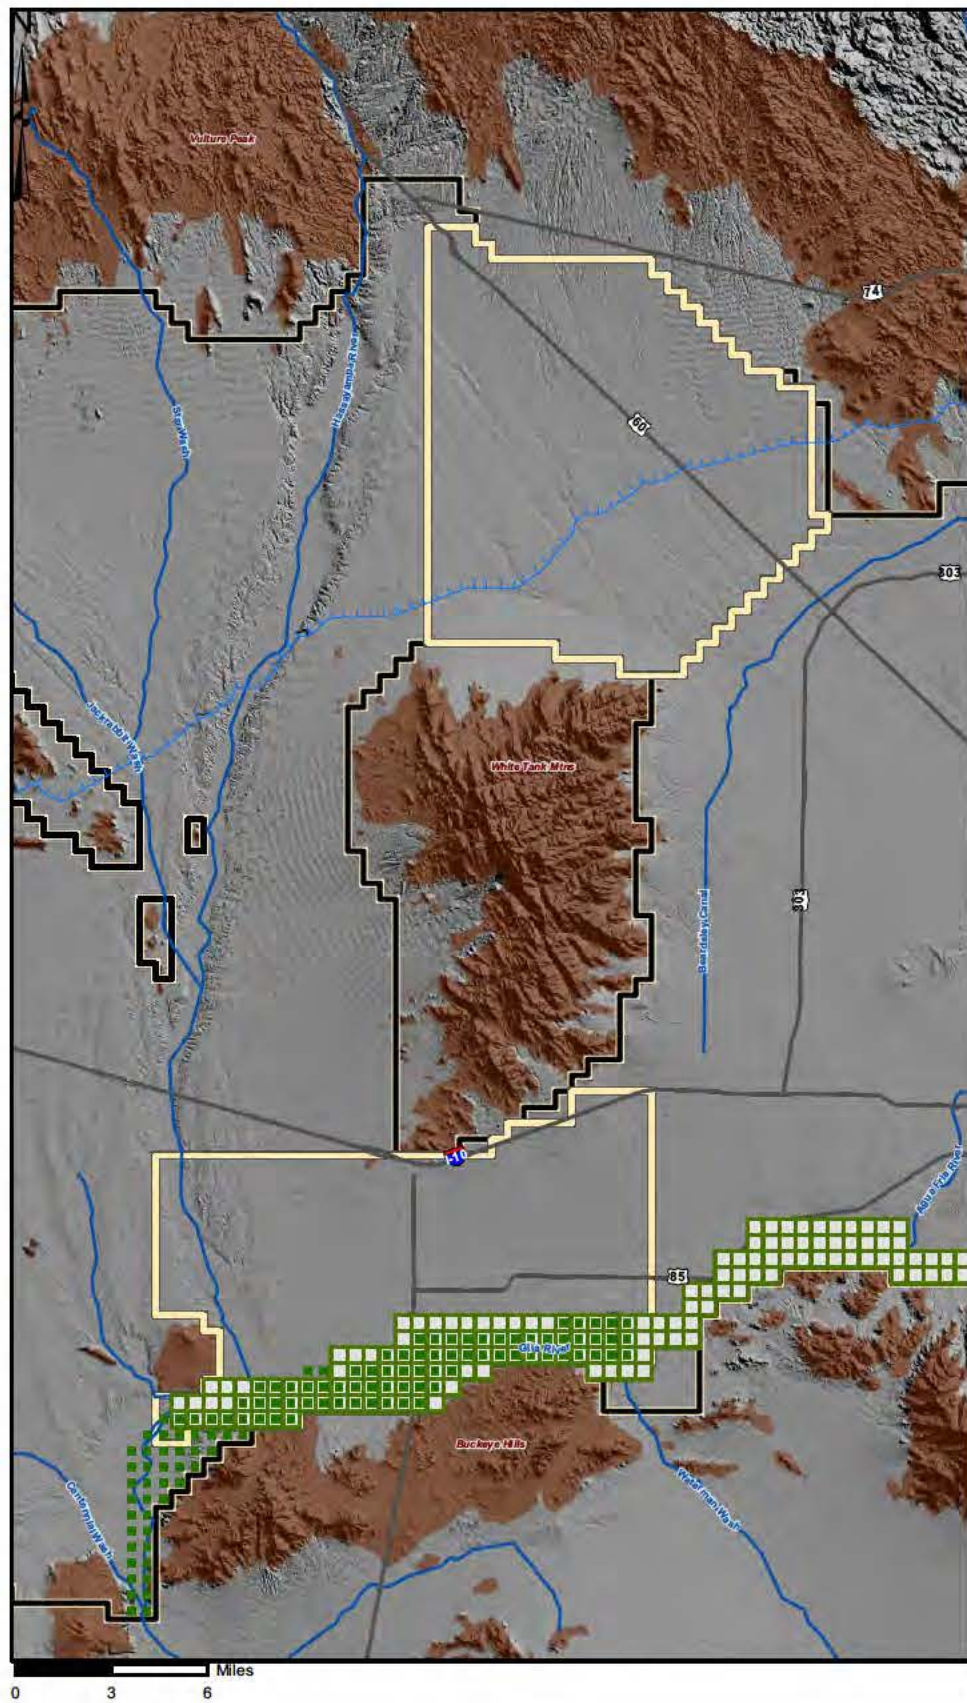 Vulture Peak
74
Star Wash
Hassayampa River
60
303
Jackrabbit Wash
White Tank Mtns
Beardsley Canal
303
I-10
Agua Fria River
85
Gila River
Buckeye Hills
Centennial Wash
Waterman Wash
Miles
0 3 6